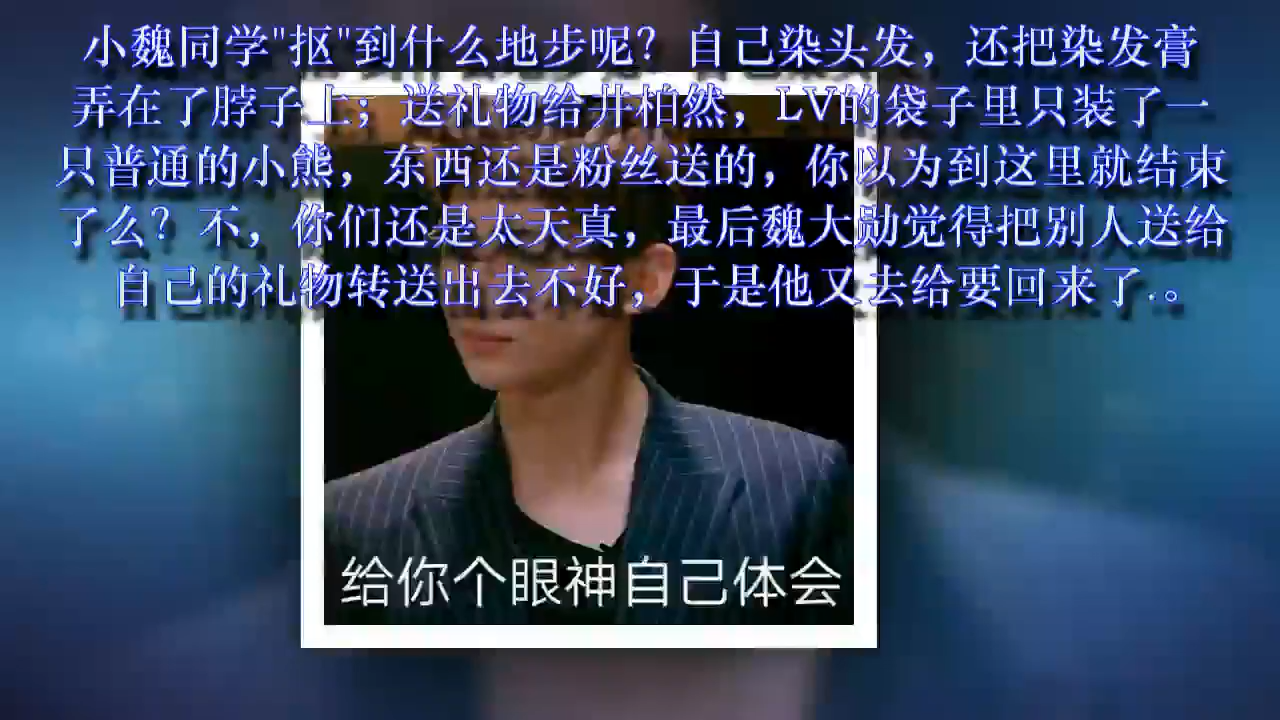 小魏同学"抠"到什么地步呢？自己染头发，还把染发膏
弄在了脖子上；送礼物给井柏然，LV的袋子里只装了一
只普通的小熊，东西还是粉丝送的，你以为到这里就结束
了么？不，你们还是太天真，最后魏大勋觉得把别人送给
自己的礼物转送出去不好，于是他又去给要回来了.。
给你个眼神自己体会